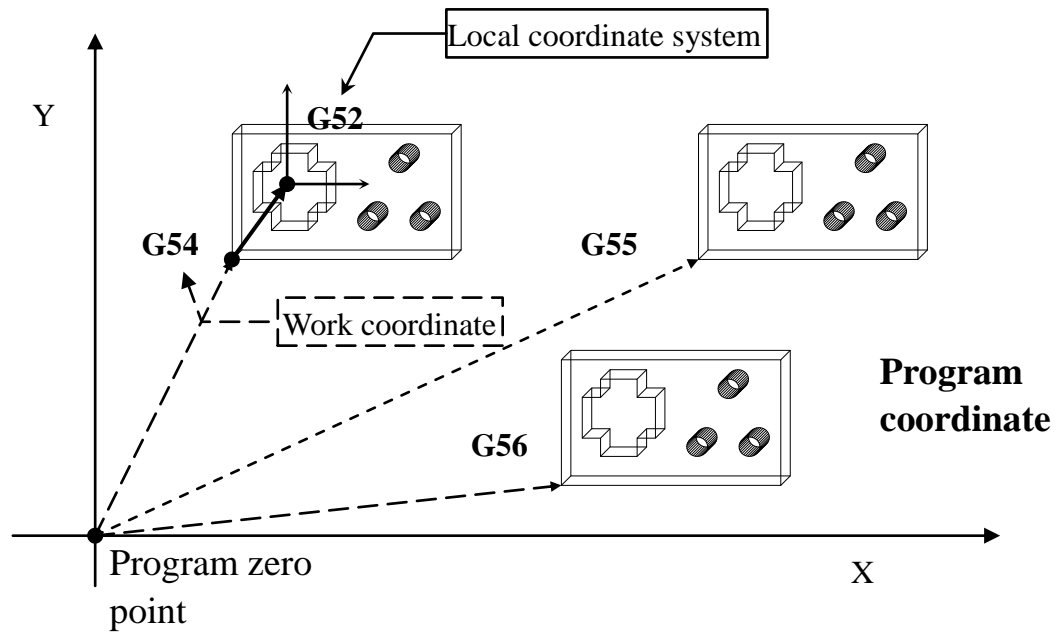 Local coordinate system
Y
G52
G54
G55
Work coordinate
Program
coordinate
G56
Program zero
point
X